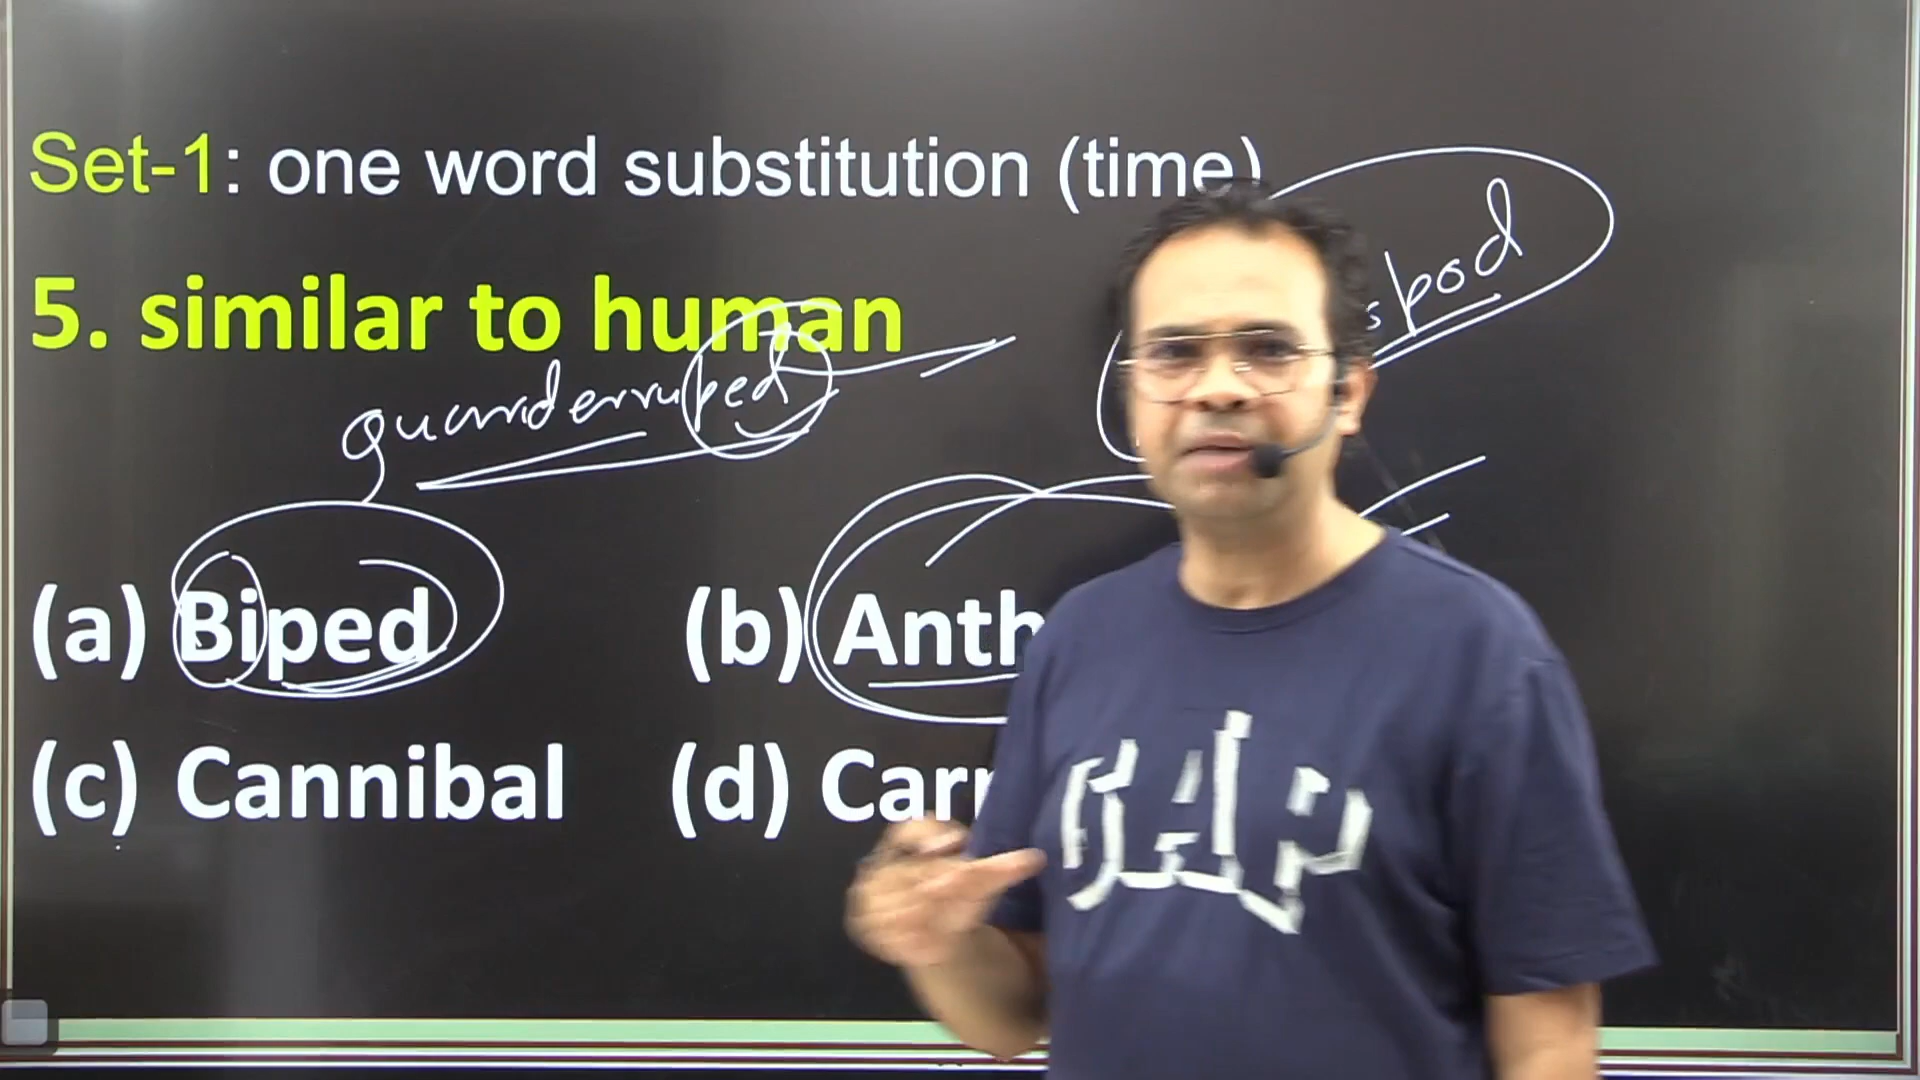 Set-1: one word substitution (time)
5. similar to human
(a) Biped (b) Anth
(c) Cannibal (d) Car